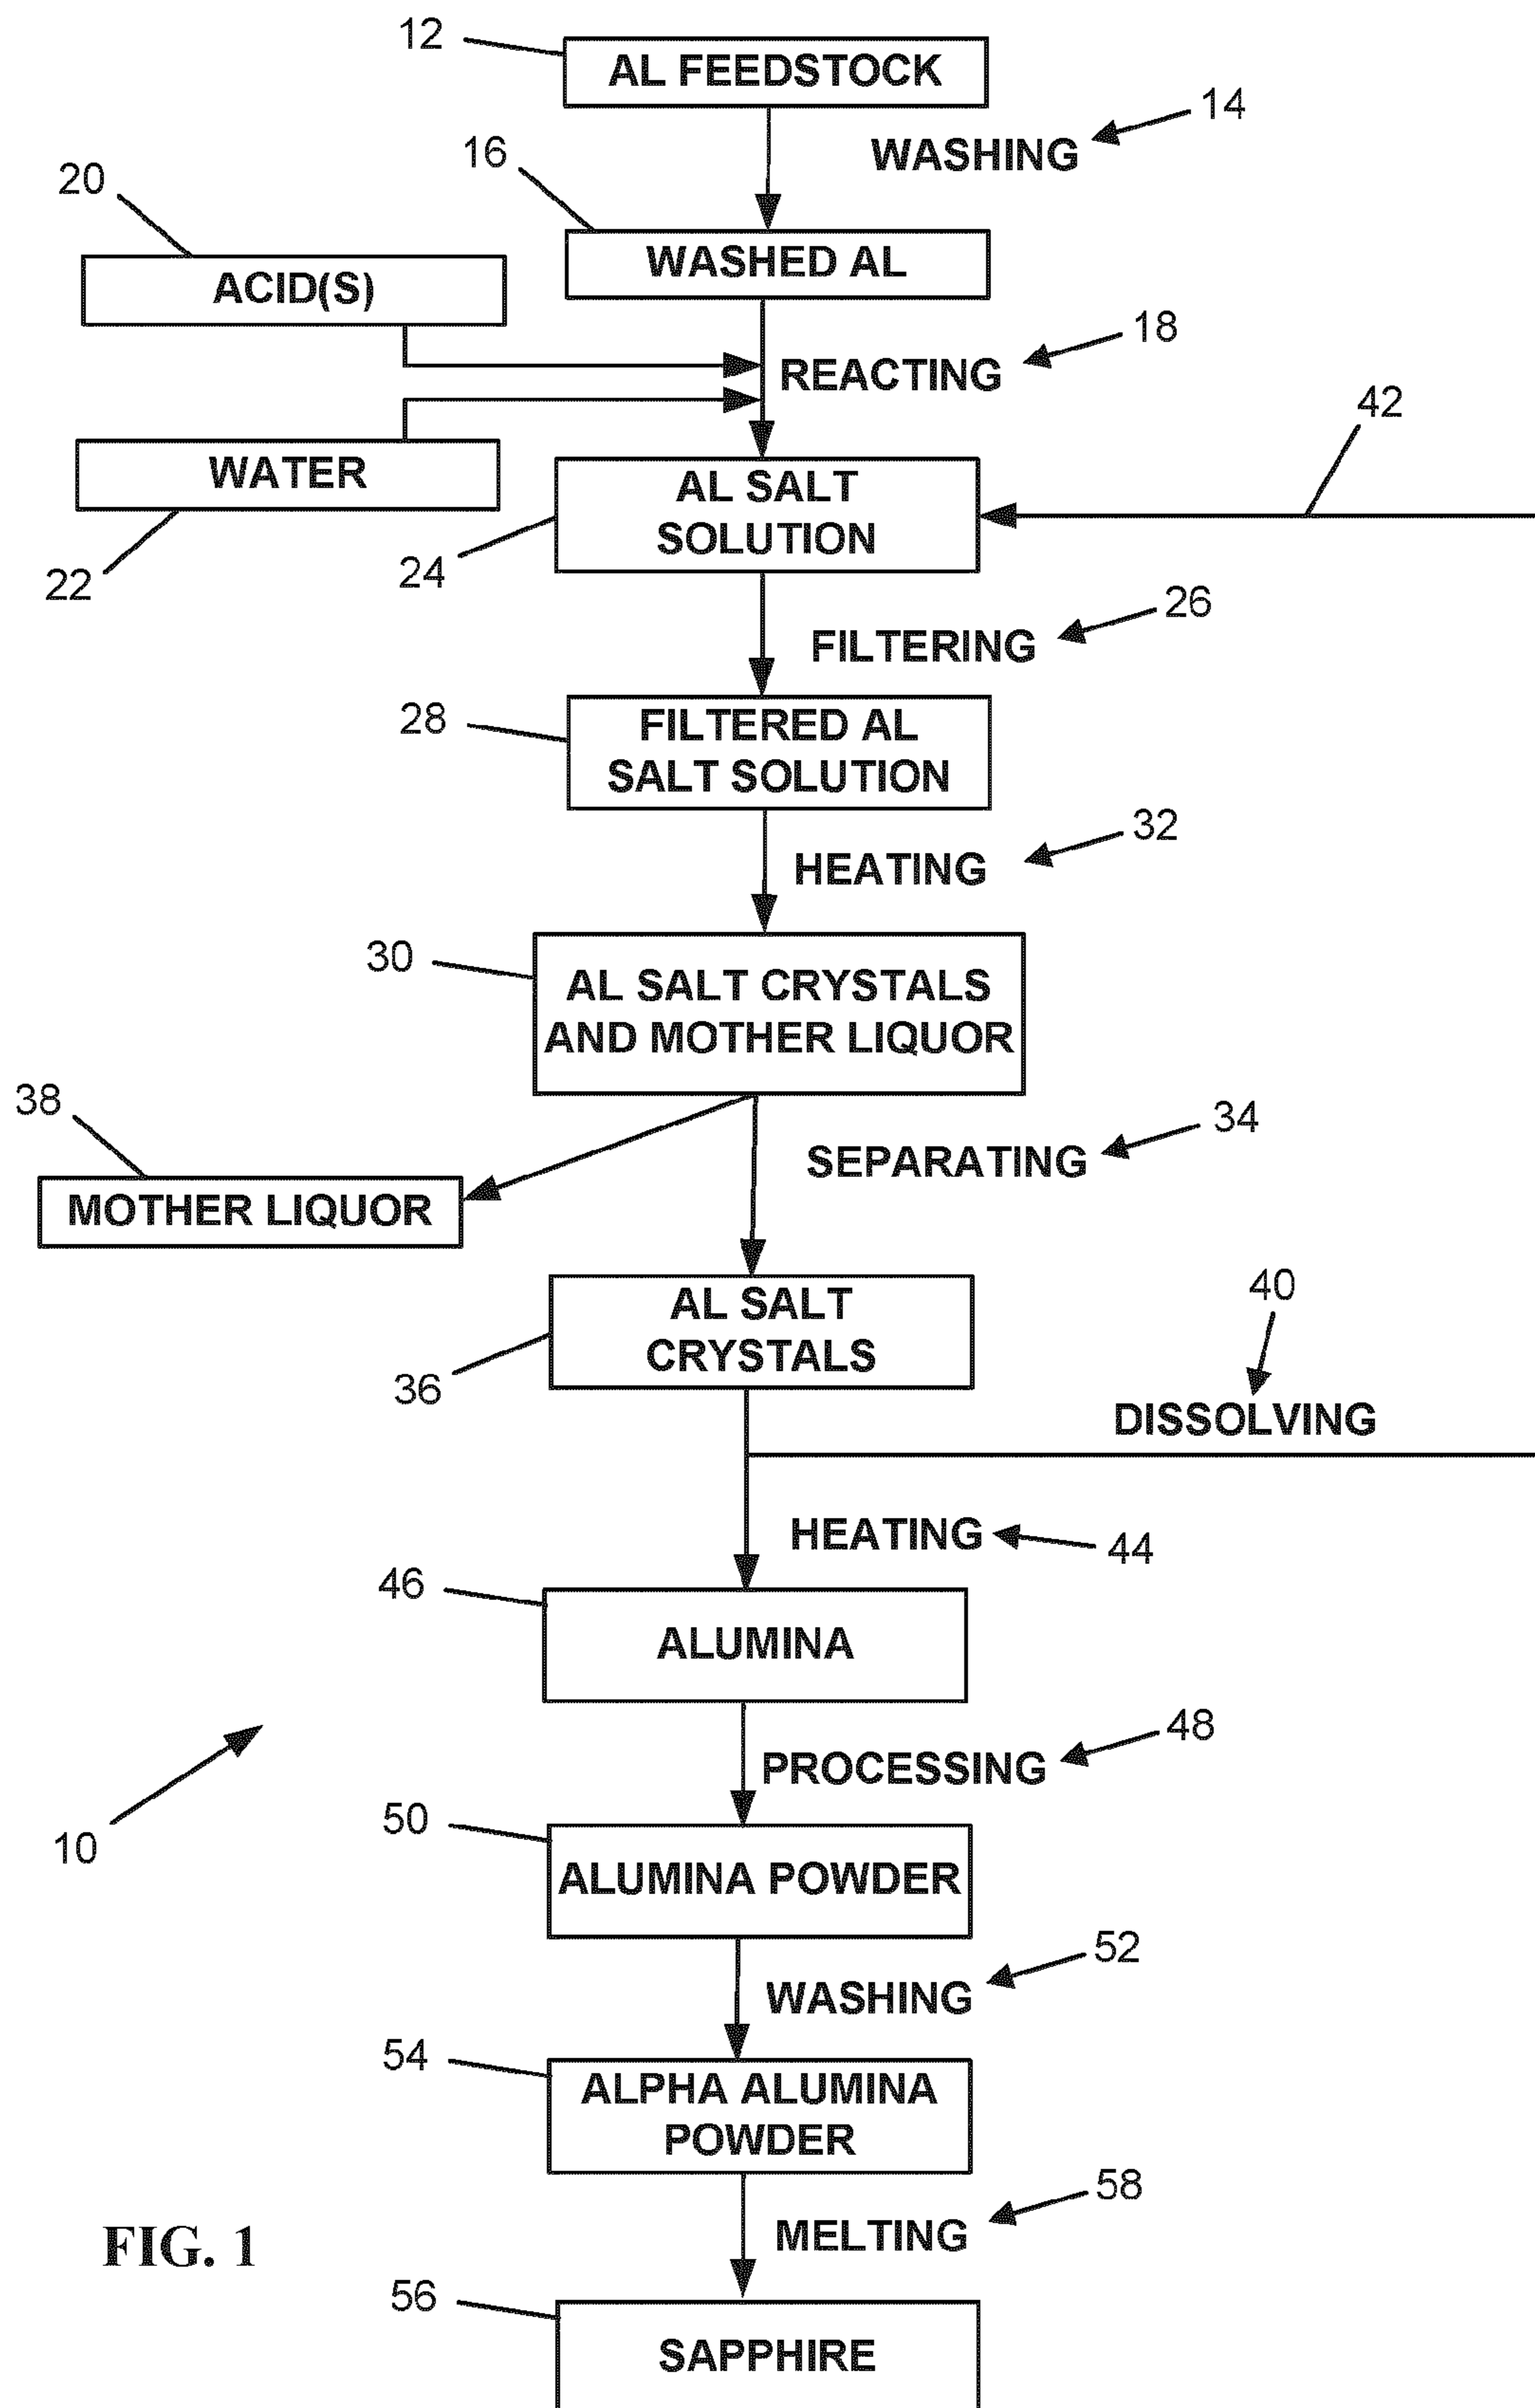 12
AL FEEDSTOCK
14
WASHING
16
20
WASHED AL
ACID(S)
18
REACTING
42
WATER
AL SALT
SOLUTION
22
24
26
FILTERING
28
FILTERED AL
SALT SOLUTION
32
HEATING
30
AL SALT CRYSTALS
AND MOTHER LIQUOR
38
34
SEPARATING
MOTHER LIQUOR
40
AL SALT
CRYSTALS
36
DISSOLVING
HEATING
44
46
ALUMINA
48
PROCESSING
10
50
ALUMINA POWDER
52
WASHING
54
ALPHA ALUMINA
POWDER
58
MELTING
FIG. 1
56
SAPPHIRE